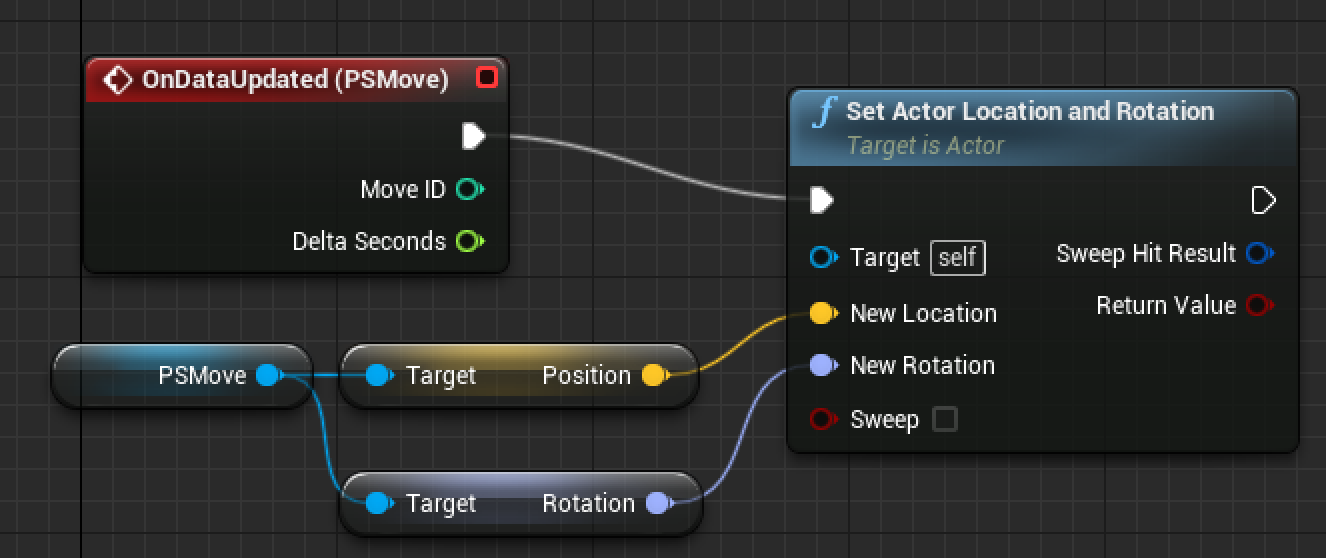 OnDataUpdated (PSMove)
Move ID
Delta Seconds
PSMove
Target Position
Target Rotation
f Set Actor Location and Rotation
Target is Actor
Target self
Sweep Hit Result
New Location
Return Value
New Rotation
Sweep